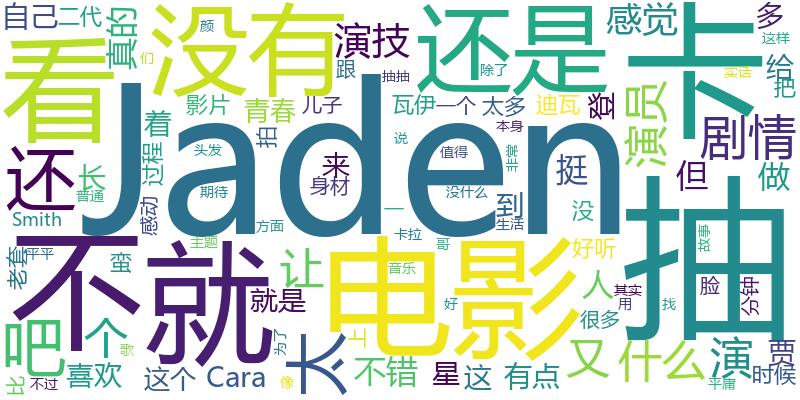 自己
二代
真的
没有
颜
们
演技
还是
感觉
卡
多
这样
实话
看
跟
抽抽
除了
给
把
影片
青春
儿子
瓦伊
一个
太多
迪瓦
登
演员
剧情
着
过程
拍
Jaden
说
本身
还
长
普通
头发
来
值得
非常
挺
但
做
身材
没什么
到
没
期待
Smith
感动
方面
一
生活
卡拉
抽
不就
电影
老套
平平
蛮
主题
哥
好听
故事
让
音乐
人
其实
脸
分钟
就是
好
用
找
吧
个
为了
上
很多
歌
太
又
什么
演
贾
比
不过
喜欢
这个
Cara
像
不错
星
这
有点
平庸
时候